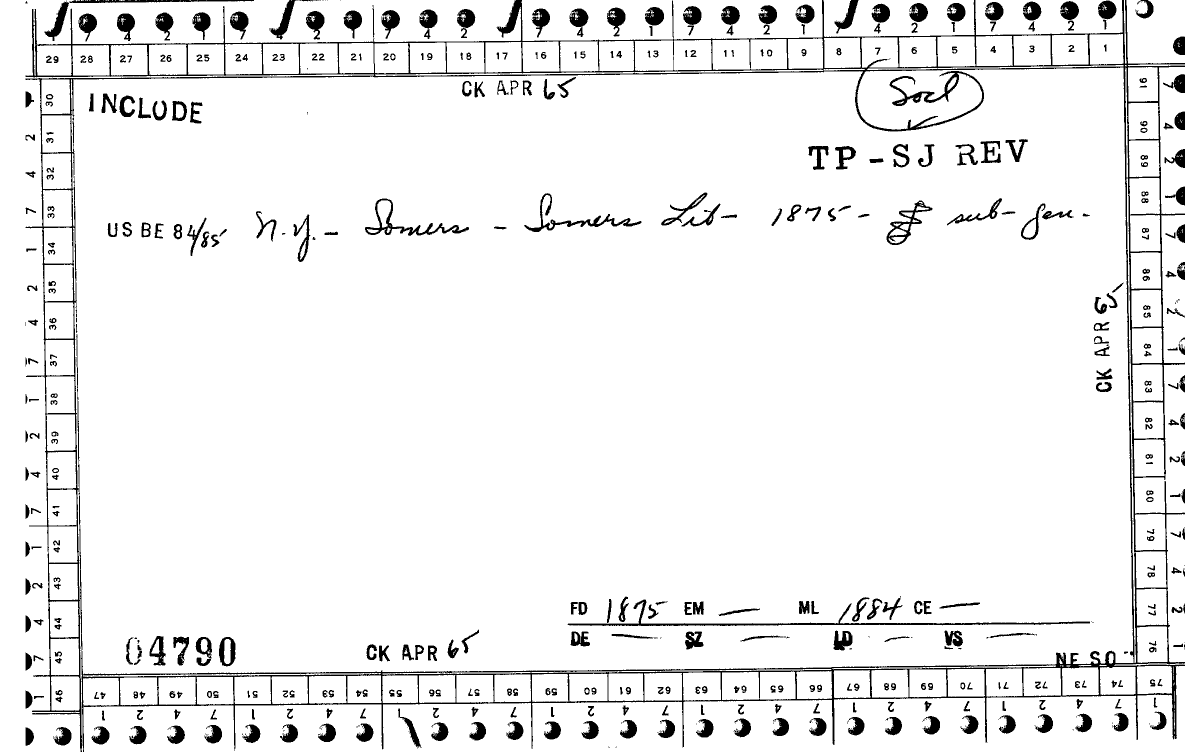 7 4 2 1 7 4 2 1 7 4 2 1 7 4 2 1 7 4 2 1 7 4 2 1 7 4 2 1
29 28 27 26 25 24 23 22 21 20 19 18 17 16 15 14 13 12 11 10 9 8 7 6 5 4 3 2 1
CK APR 65
Socl
INCLUDE
TP-SJ REV
US BE 84/85 N.Y. - Somers - Somers Lit- 1875- $ sub- gen.
CK APR 65
FD 1875 EM — ML 1884 CE —
DE — SZ — LD — VS —
04790
CK APR 65
NE SO
30 31 32 33 34 35 36 37 38 39 40 41 42 43 44 45 46
91 90 89 88 87 86 85 84 83 82 81 80 79 78 77 76
47 48 49 50 51 52 53 54 55 56 57 58 59 60 61 62 63 64 65 66 67 68 69 70 71 72 73 74 75
1 2 4 7 1 2 4 7 1 2 4 7 1 2 4 7 1 2 4 7 1 2 4 7 1 2 4 7 1